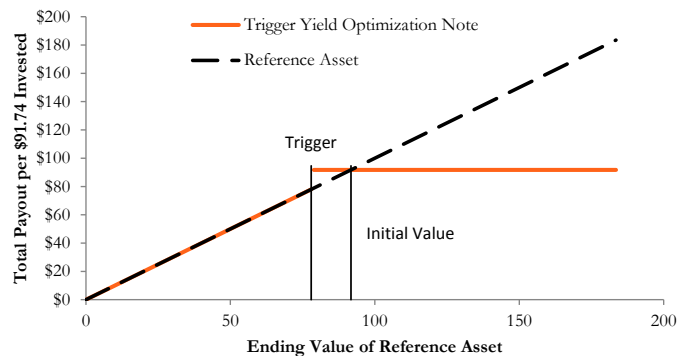 Total Payout per $91.74 Invested
$200
$180
$160
$140
$120
$100
$80
$60
$40
$20
$0
Trigger Yield Optimization Note
Reference Asset
Trigger
Initial Value
0
50
100
150
200
Ending Value of Reference Asset